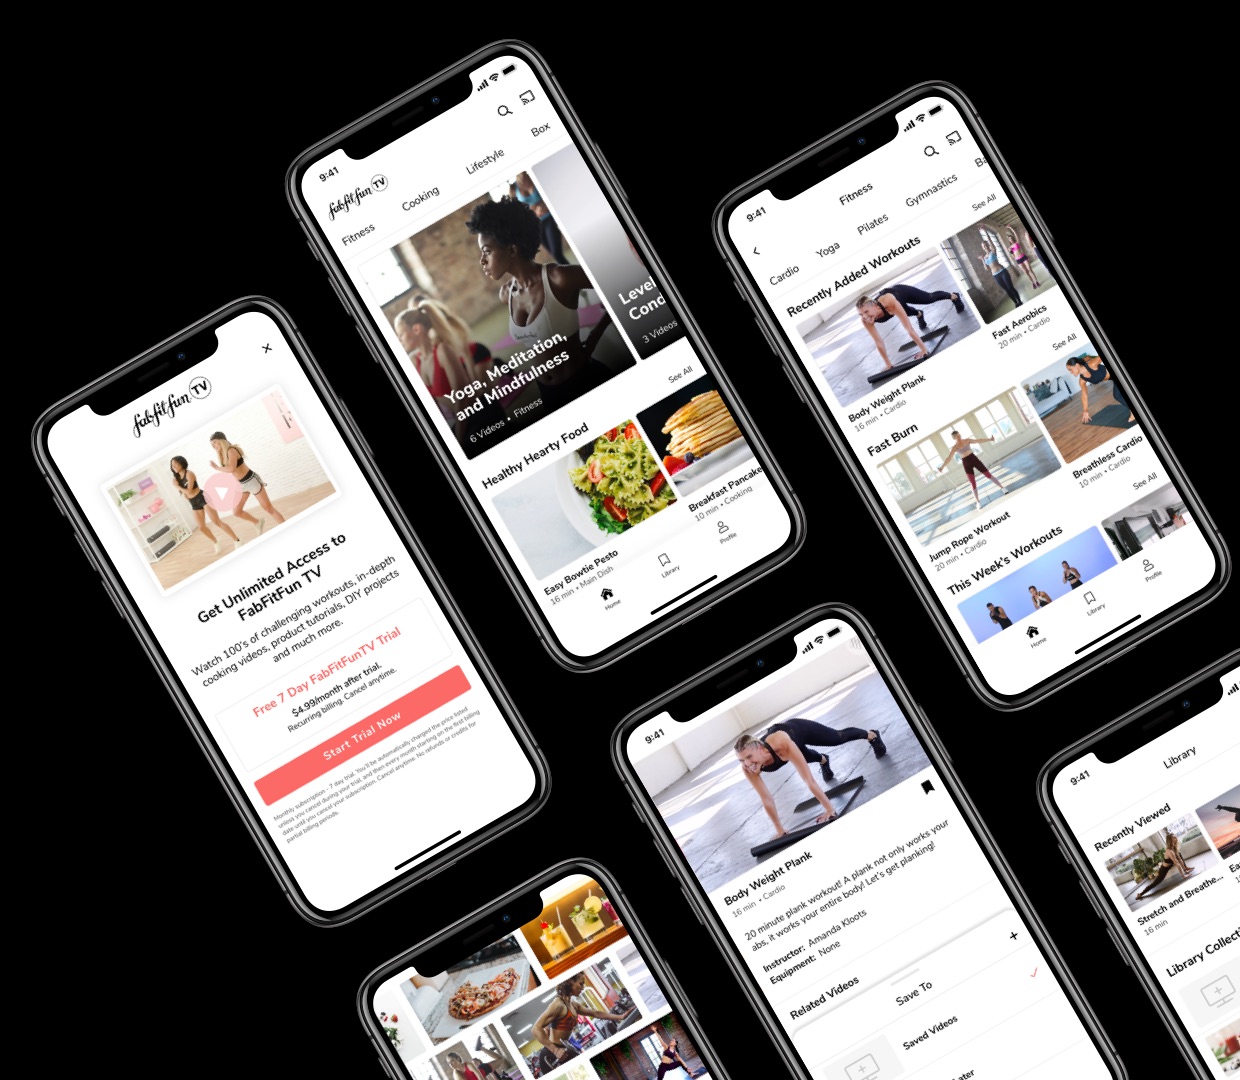 9:41
fabfitfun TV
Fitness
Cooking
Lifestyle
Box
Yoga, Meditation,
and Mindfulness
6 Videos • Fitness
Level
Cond
3 Videos
See All
Healthy Hearty Food
Easy Bowtie Pesto
16 min • Main Dish
Breakfast Pancake
10 min • Cooking
Home
Library
Profile
9:41
Fitness
Cardio
Yoga
Pilates
Gymnastics
Ba
Recently Added Workouts
See All
Body Weight Plank
16 min • Cardio
Fast Aerobics
20 min • Cardio
Fast Burn
See All
Jump Rope Workout
20 min • Cardio
Breathless Cardio
10 min • Cardio
This Week's Workouts
See All
Home
Library
Profile
fabfitfun TV
Get Unlimited Access to
FabFitFun TV
Watch 100's of challenging workouts, in-depth
cooking videos, product tutorials, DIY projects
and much more.
Free 7 Day FabFitFunTV Trial
$4.99/month after trial.
Recurring billing. Cancel anytime.
Start Trial Now
Monthly subscription - 7 day trial. You'll be automatically charged the price listed
unless you cancel during your trial, and then every month starting on the first billing
date until you cancel your subscription. Cancel anytime. No refunds or credits for
partial billing periods.
9:41
Body Weight Plank
16 min • Cardio
20 minute plank workout! A plank not only works your
abs, it works your entire body! Let's get planking!
Instructor: Amanda Kloots
Equipment: None
Related Videos
Save To
Saved Videos
Later
9:41
Library
Recently Viewed
Stretch and Breathe...
16 min
Eas
Library Collecti